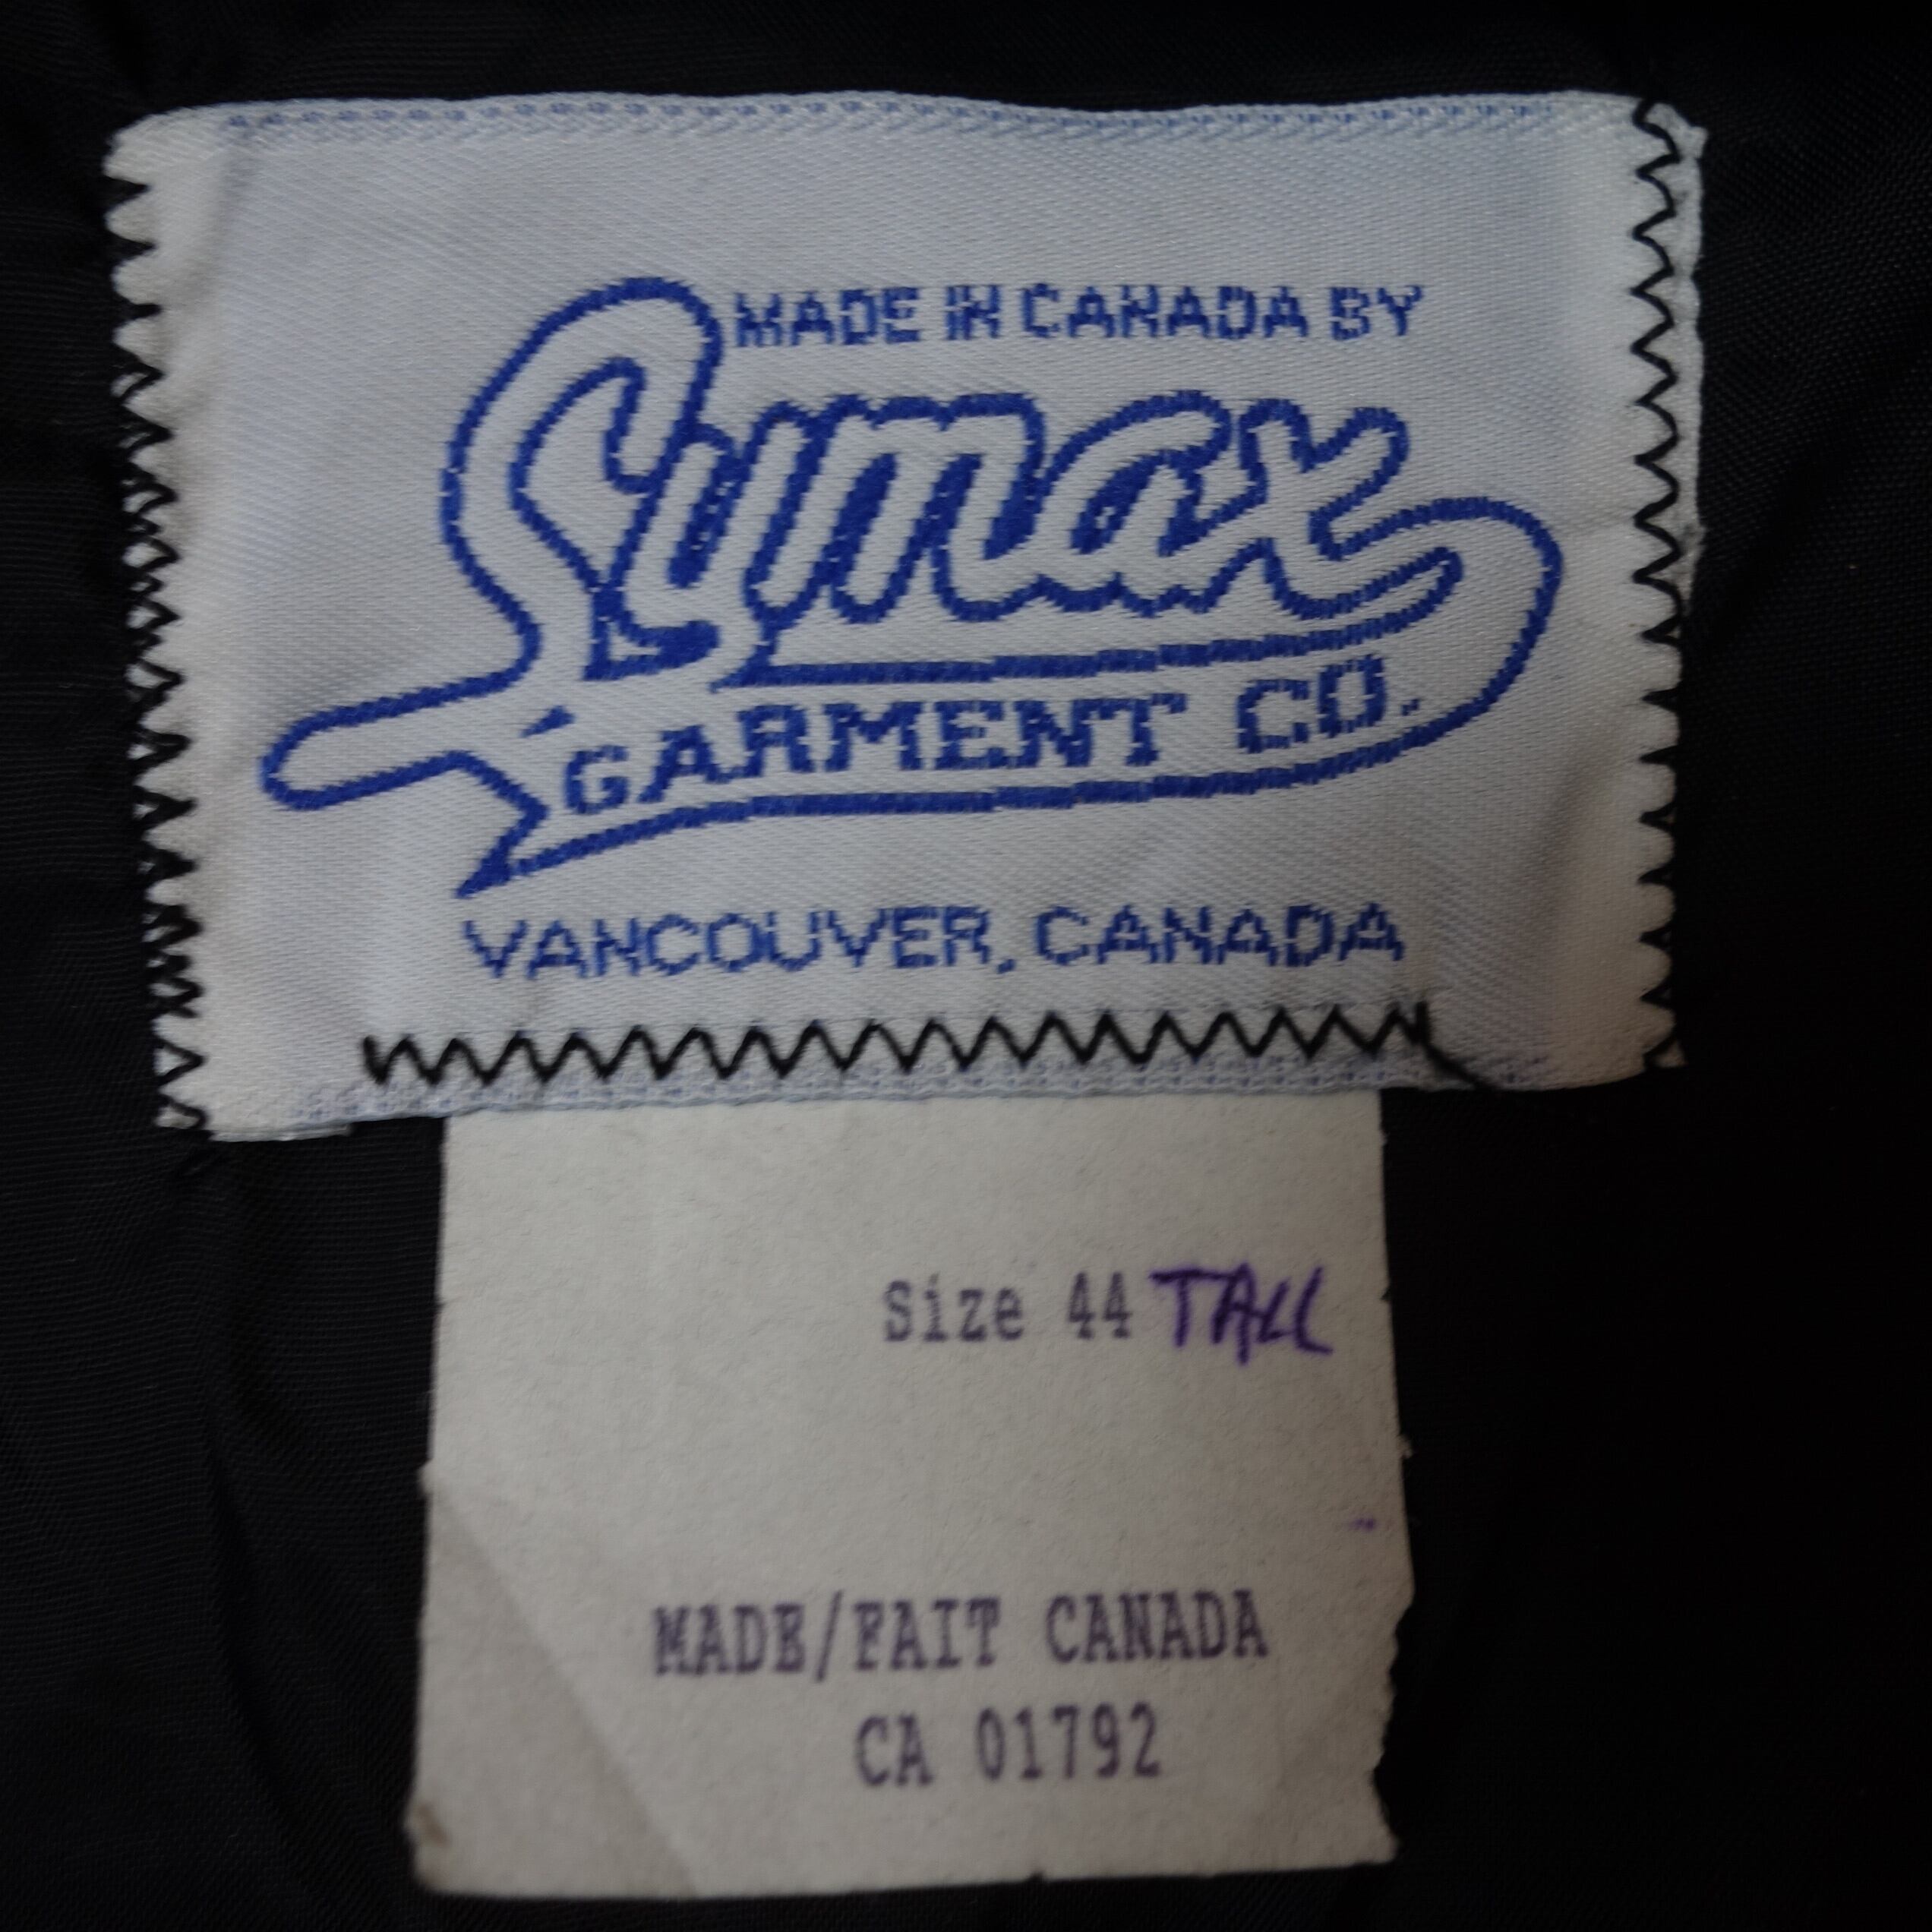 MADE IN CANADA BY
Symax
GARMENT CO.
VANCOUVER, CANADA
Size 44 TALL
MADE/FAIT CANADA
CA 01792